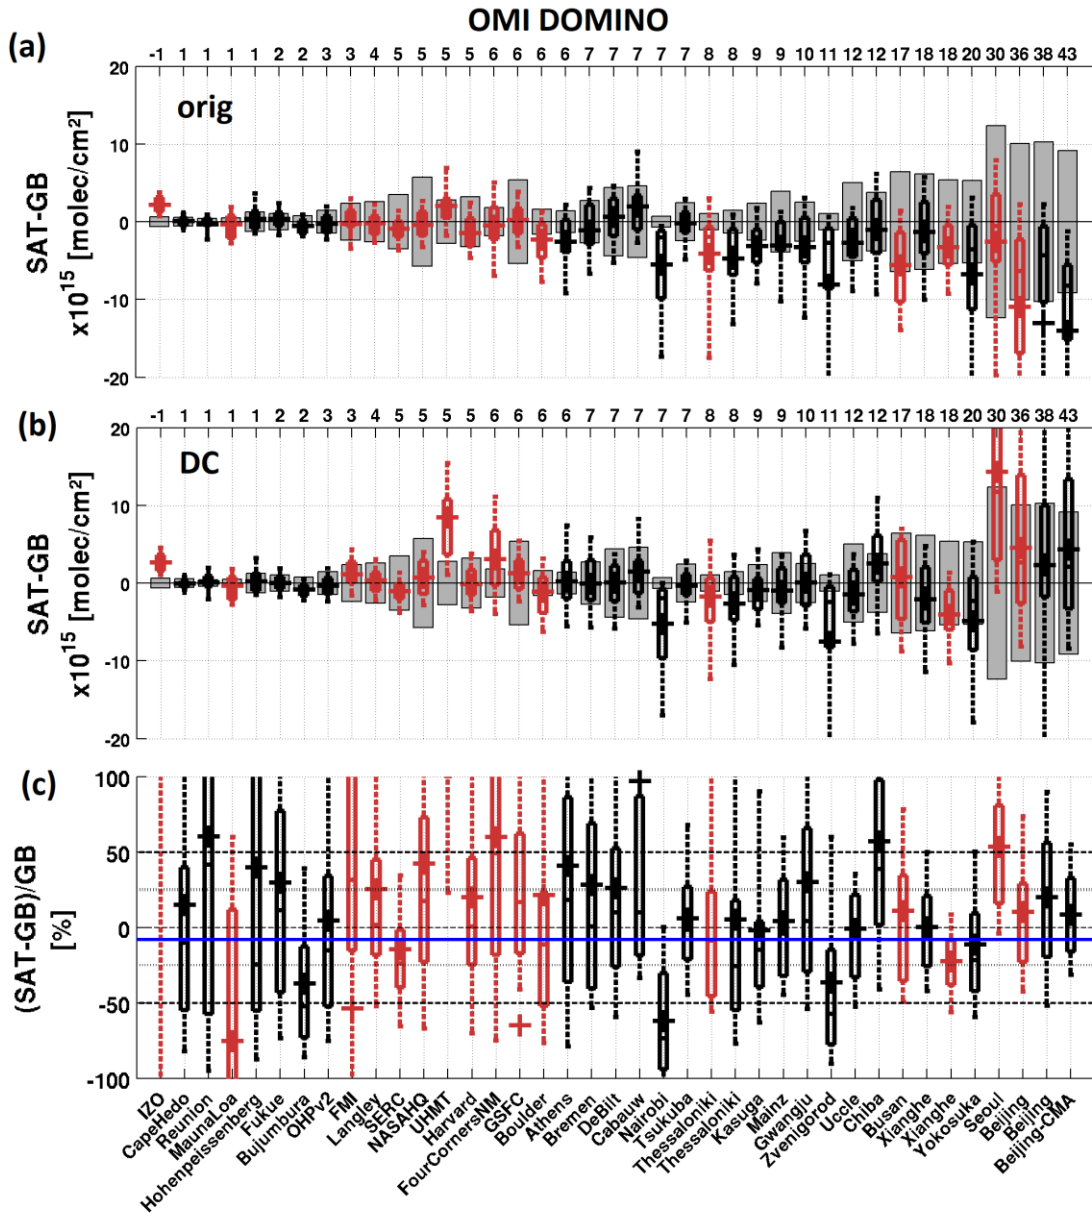 OMI DOMINO
(a)
-1 1 1 1 1 2 2 3 3 4 5 5 5 5 6 6 6 6 7 7 7 7 7 8 8 9 9 10 11 12 12 17 18 18 20 30 36 38 43
20
orig
10
0
-10
-20
SAT-GB
x10¹⁵ [molec/cm²]
(b)
-1 1 1 1 1 2 2 3 3 4 5 5 5 5 6 6 6 6 7 7 7 7 7 8 8 9 9 10 11 12 12 17 18 18 20 30 36 38 43
20
DC
10
0
-10
-20
SAT-GB
x10¹⁵ [molec/cm²]
(c)
100
50
0
-50
-100
(SAT-GB)/GB
[%]
IZO
CapeHedo
Reunion
MaunaLoa
Hohenpeissenberg
Fukue
Bujumbura
OHPv2
FMI
Langley
SERC
NASAHQ
UHMT
Harvard
FourCornersNM
GSFC
Boulder
Athens
Bremen
DeBilt
Cabauw
Nairobi
Tsukuba
Thessaloniki
Thessaloniki
Kasuga
Mainz
Gwangju
Zvenigorod
Uccle
Chiba
Busan
Xianghe
Xianghe
Yokosuka
Seoul
Beijing
Beijing
Beijing-CMA